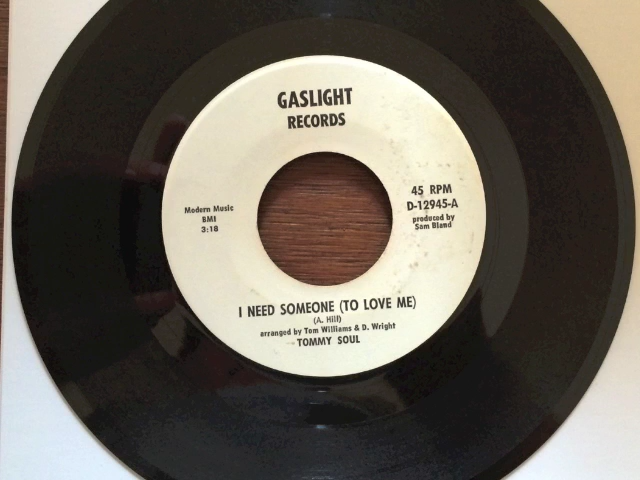 GASLIGHT
RECORDS
Modern Music
BMI
3:18
45 RPM
D-12945-A
produced by
Sam Bland
I NEED SOMEONE (TO LOVE ME)
(A. Hill)
arranged by Tom Williams & D. Wright
TOMMY SOUL